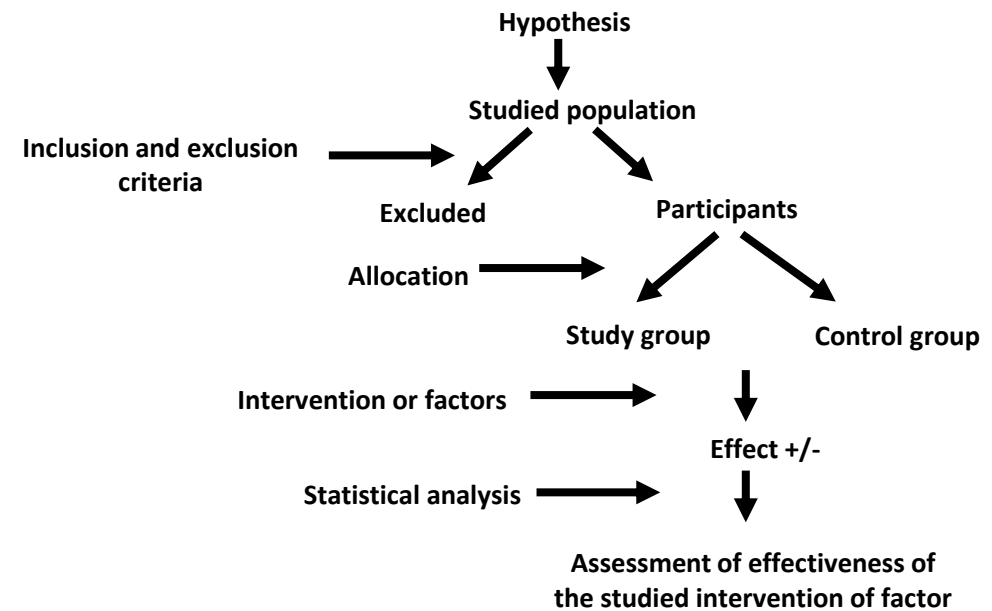 Hypothesis
Studied population
Inclusion and exclusion
criteria
Excluded
Participants
Allocation
Study group
Control group
Intervention or factors
Effect +/-
Statistical analysis
Assessment of effectiveness of
the studied intervention of factor